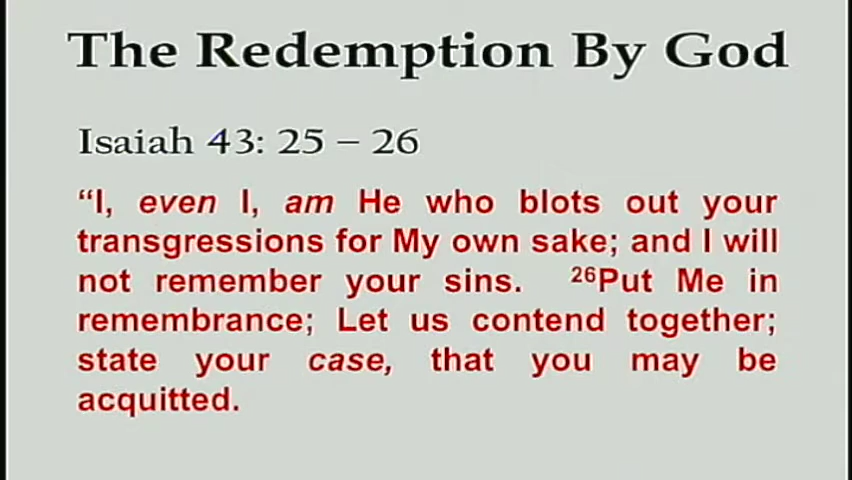 The Redemption By God
Isaiah 43: 25 – 26
“I, even I, am He who blots out your
transgressions for My own sake; and I will
not remember your sins. 26Put Me in
remembrance; Let us contend together;
state your case, that you may be
acquitted.